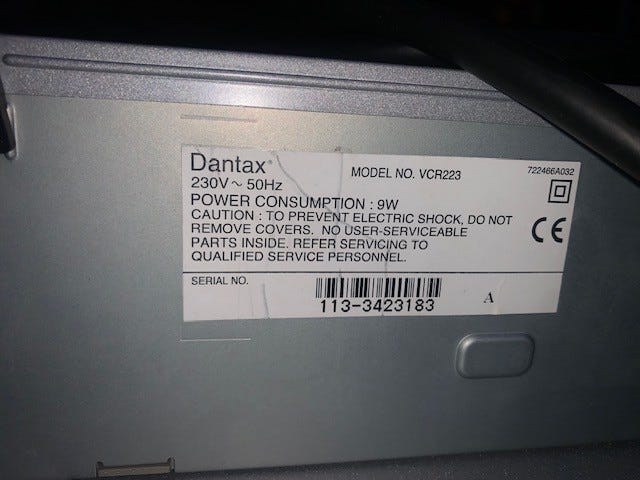 Dantax®
MODEL NO. VCR223
722466A032
230V ~ 50Hz
POWER CONSUMPTION : 9W
CAUTION : TO PREVENT ELECTRIC SHOCK, DO NOT
REMOVE COVERS. NO USER-SERVICEABLE
PARTS INSIDE. REFER SERVICING TO
QUALIFIED SERVICE PERSONNEL.
CE
SERIAL NO.
113-3423183
A